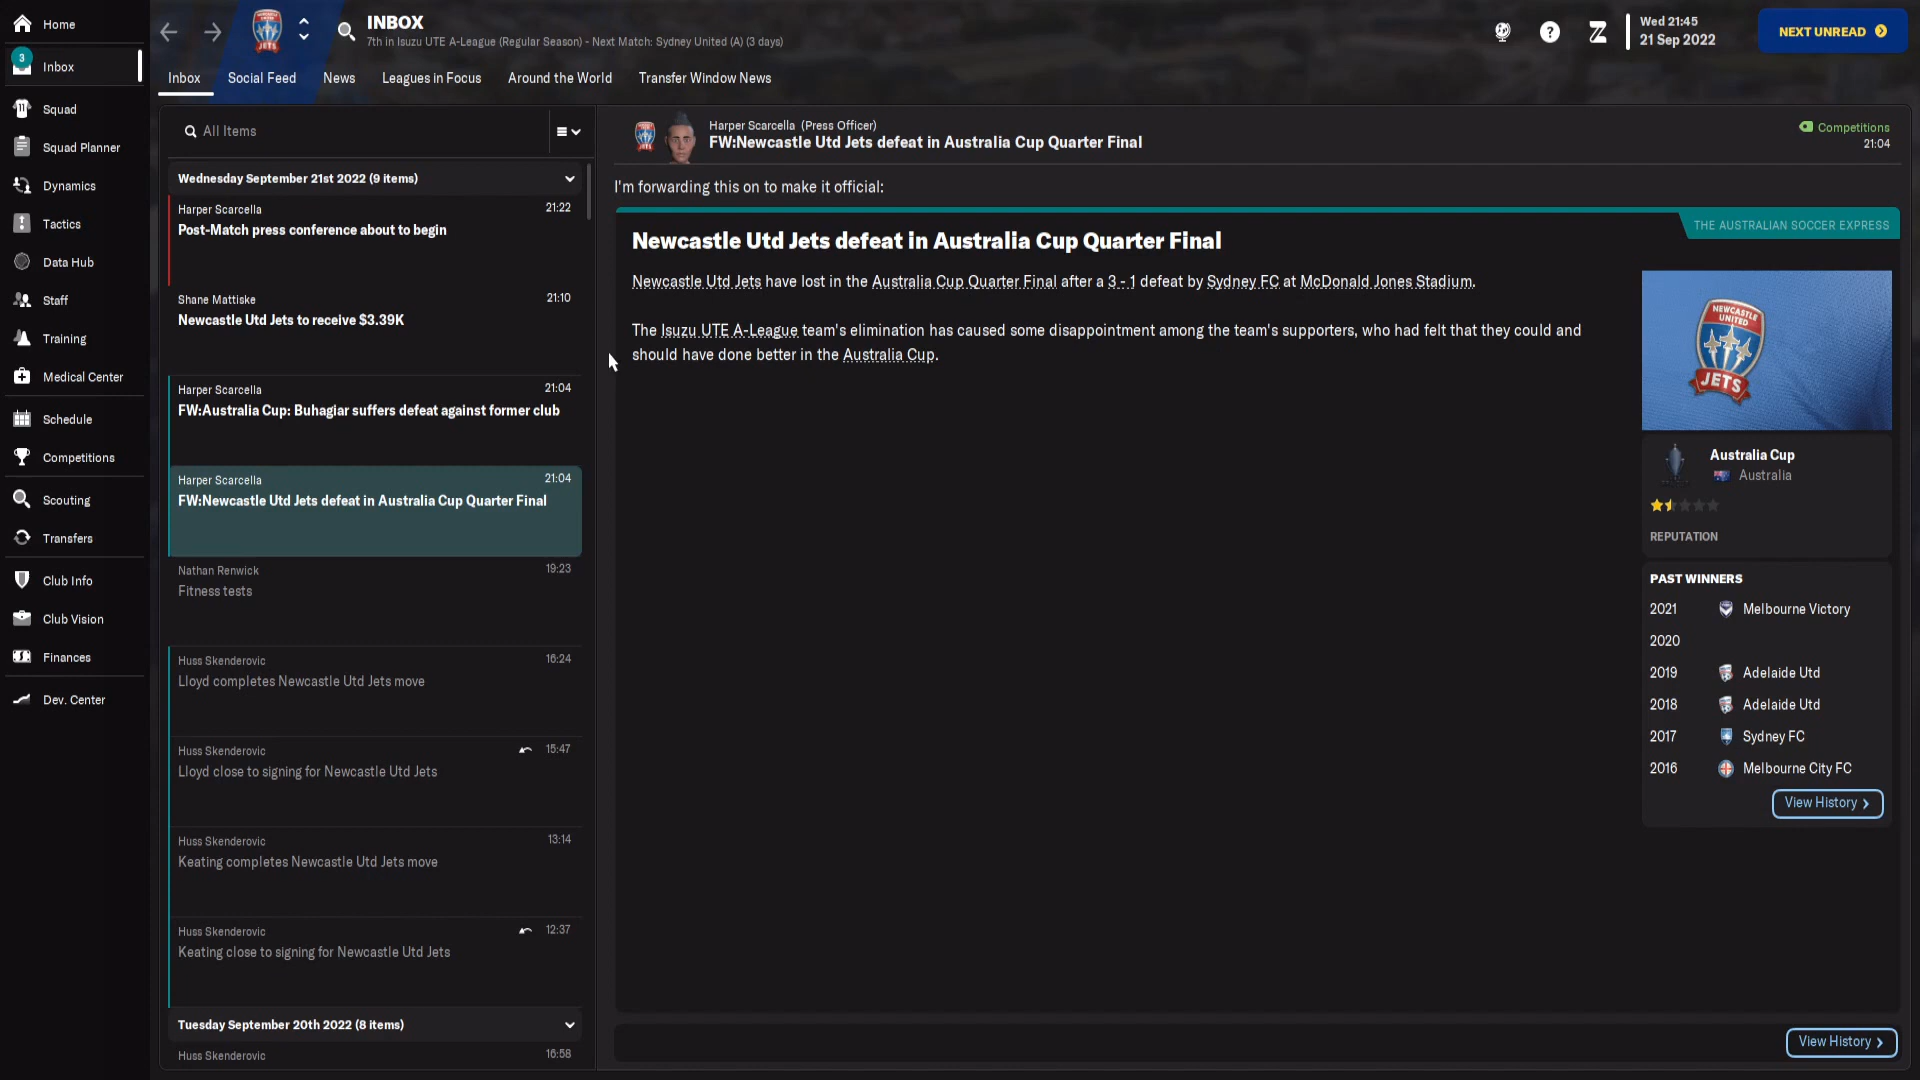 Home
3
Inbox
Squad
Squad Planner
Dynamics
Tactics
Data Hub
Staff
Training
Medical Center
Schedule
Competitions
Scouting
Transfers
Club Info
Club Vision
Finances
Dev. Center
INBOX
7th in Isuzu UTE A-League (Regular Season) - Next Match: Sydney United (A) (3 days)
Wed 21:45
21 Sep 2022
NEXT UNREAD
Inbox Social Feed News Leagues in Focus Around the World Transfer Window News
All Items
Wednesday September 21st 2022 (9 items)
Harper Scarcella 21:22
Post-Match press conference about to begin
Shane Mattiske 21:10
Newcastle Utd Jets to receive $3.39K
Harper Scarcella 21:04
FW:Australia Cup: Buhagiar suffers defeat against former club
Harper Scarcella 21:04
FW:Newcastle Utd Jets defeat in Australia Cup Quarter Final
Nathan Renwick 19:23
Fitness tests
Huss Skenderovic 16:24
Lloyd completes Newcastle Utd Jets move
Huss Skenderovic 15:47
Lloyd close to signing for Newcastle Utd Jets
Huss Skenderovic 13:14
Keating completes Newcastle Utd Jets move
Huss Skenderovic 12:37
Keating close to signing for Newcastle Utd Jets
Tuesday September 20th 2022 (8 items)
Huss Skenderovic 16:58
Harper Scarcella (Press Officer)
FW:Newcastle Utd Jets defeat in Australia Cup Quarter Final
Competitions
21:04
I'm forwarding this on to make it official:
THE AUSTRALIAN SOCCER EXPRESS
Newcastle Utd Jets defeat in Australia Cup Quarter Final
Newcastle Utd Jets have lost in the Australia Cup Quarter Final after a 3 - 1 defeat by Sydney FC at McDonald Jones Stadium.
The Isuzu UTE A-League team's elimination has caused some disappointment among the team's supporters, who had felt that they could and
should have done better in the Australia Cup.
NEWCASTLE
UNITED
JETS
Australia Cup
Australia
REPUTATION
PAST WINNERS
2021 Melbourne Victory
2020
2019 Adelaide Utd
2018 Adelaide Utd
2017 Sydney FC
2016 Melbourne City FC
View History
View History